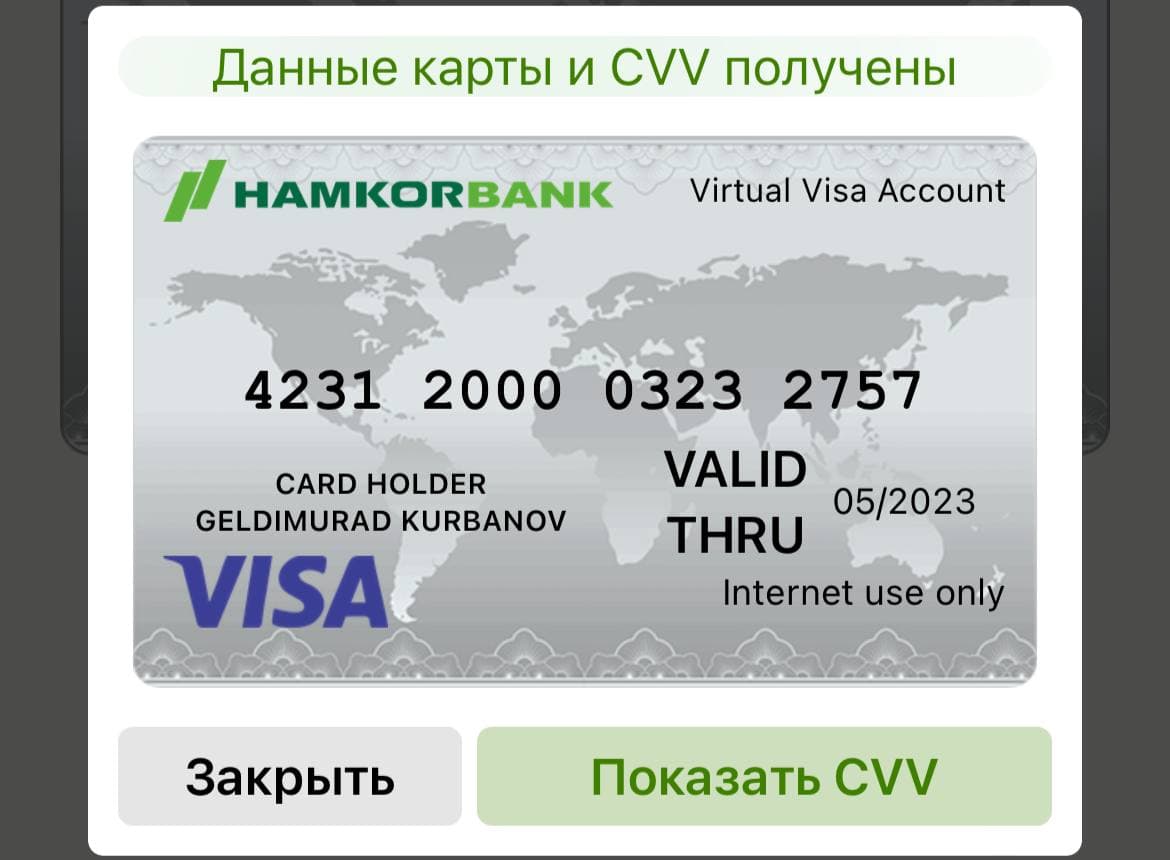 Данные карты и CVV получены
HAMKORBANK
Virtual Visa Account
4231 2000 0323 2757
CARD HOLDER
GELDIMURAD KURBANOV
VALID
THRU
05/2023
VISA
Internet use only
Закрыть
Показать CVV